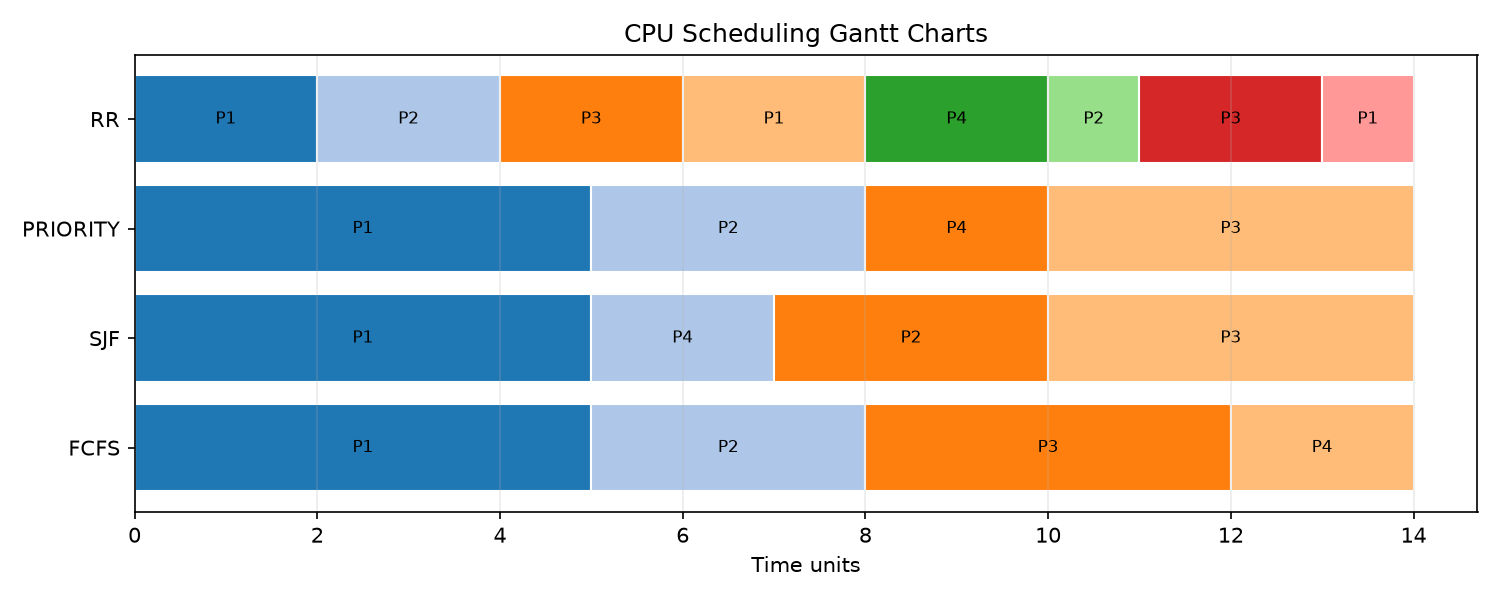 CPU Scheduling Gantt Charts
RR P1 P2 P3 P1 P4 P2 P3 P1
PRIORITY P1 P2 P4 P3
SJF P1 P4 P2 P3
FCFS P1 P2 P3 P4
0 2 4 6 8 10 12 14
Time units